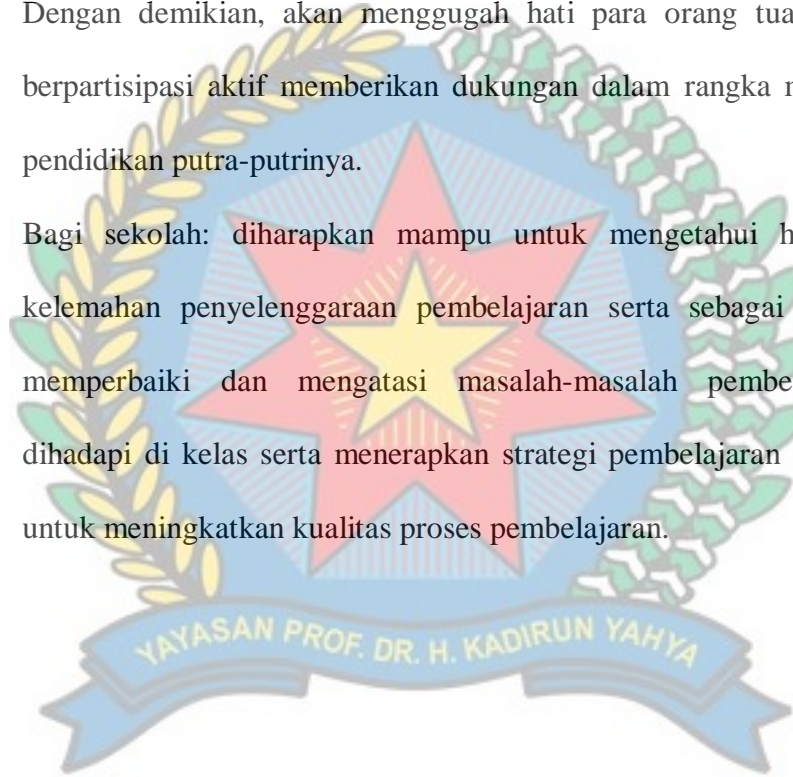 Dengan demikian, akan menggugah hati para orang tua
berpartisipasi aktif memberikan dukungan dalam rangka
pendidikan putra-putrinya.
Bagi sekolah: diharapkan mampu untuk mengetahui
kelemahan penyelenggaraan pembelajaran serta sebagai
memperbaiki dan mengatasi masalah-masalah
dihadapi di kelas serta menerapkan strategi pembelajaran
untuk meningkatkan kualitas proses pembelajaran.
YAYASAN PROF. DR. H. KADIRUN YAHYA